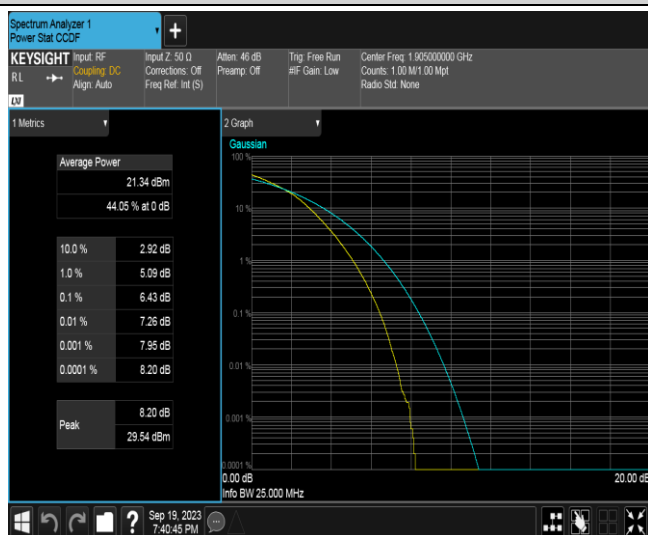 Spectrum Analyzer 1
Power Stat CCDF
KEYSIGHT
RL
LXI
Input: RF
Coupling: DC
Align: Auto
Input Z: 50 Ω
Corrections: Off
Freq Ref: Int (S)
Atten: 46 dB
Preamp: Off
Trig: Free Run
#IF Gain: Low
Center Freq: 1.905000000 GHz
Counts: 1.00 M/1.00 Mpt
Radio Std: None
1 Metrics
Average Power
21.34 dBm
44.05 % at 0 dB
10.0 % 2.92 dB
1.0 % 5.09 dB
0.1 % 6.43 dB
0.01 % 7.26 dB
0.001 % 7.95 dB
0.0001 % 8.20 dB
Peak
8.20 dB
29.54 dBm
2 Graph
Gaussian
100 %
10 %
1 %
0.1 %
0.01 %
0.001 %
0.0001 %
0.00 dB 20.00 dB
Info BW 25.000 MHz
?
Sep 19, 2023
7:40:45 PM